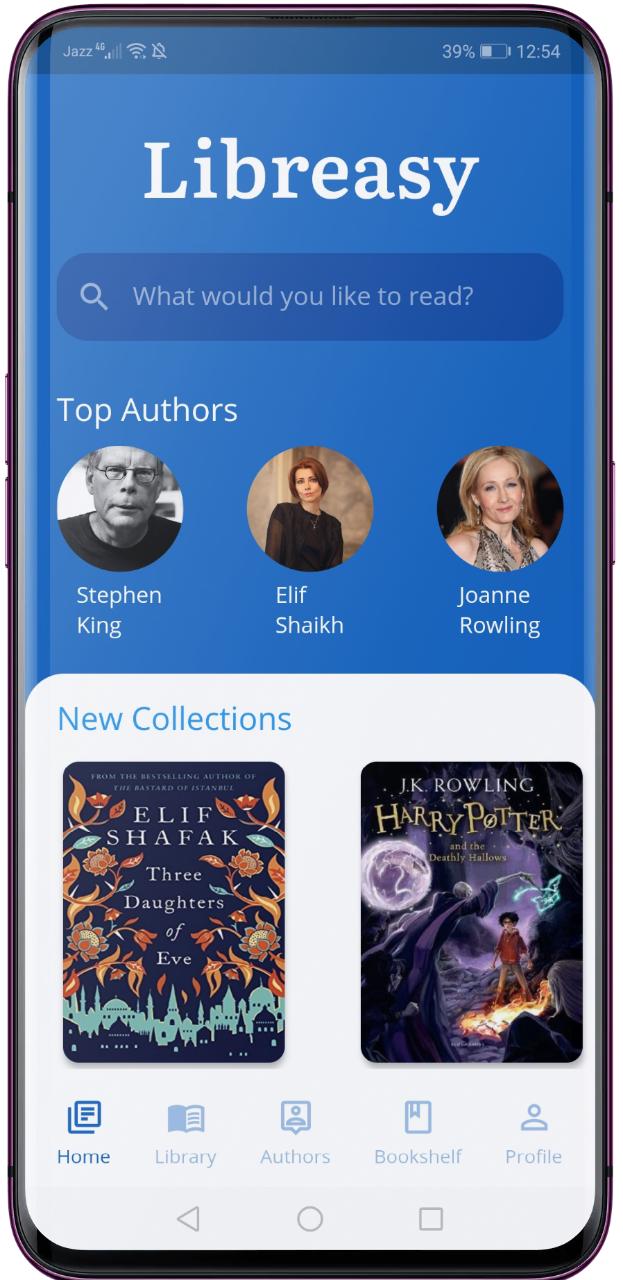 Jazz 4G 39% 12:54
Libreasy
What would you like to read?
Top Authors
Stephen
King
Elif
Shaikh
Joanne
Rowling
New Collections
FROM THE BESTSELLING AUTHOR OF
THE BASTARD OF ISTANBUL
ELIF
SHAFAK
Three
Daughters
of
Eve
J.K. ROWLING
HARRY POTTER
and the
Deathly Hallows
Home Library Authors Bookshelf Profile